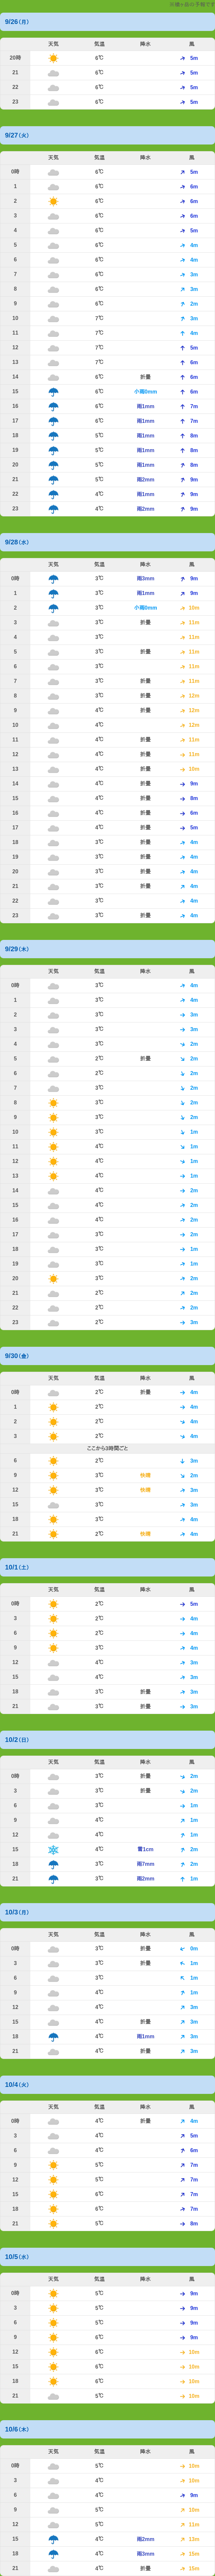 9/26(月)
天気 気温 降水 風
20時 6℃ 5m
21 6℃ 5m
22 6℃ 5m
23 6℃ 5m
9/27(火)
天気 気温 降水 風
0時 6℃ 5m
1 6℃ 6m
2 6℃ 6m
3 6℃ 6m
4 6℃ 5m
5 6℃ 4m
6 6℃ 4m
7 6℃ 3m
8 6℃ 3m
9 6℃ 2m
10 7℃ 3m
11 7℃ 4m
12 7℃ 5m
13 7℃ 6m
14 6℃ 折畳 6m
15 6℃ 小雨0mm 6m
16 6℃ 雨1mm 7m
17 6℃ 雨1mm 7m
18 5℃ 雨1mm 8m
19 5℃ 雨1mm 8m
20 5℃ 雨1mm 8m
21 5℃ 雨2mm 9m
22 4℃ 雨1mm 9m
23 4℃ 雨2mm 9m
9/28(水)
天気 気温 降水 風
0時 3℃ 雨3mm 9m
1 3℃ 雨1mm 9m
2 3℃ 小雨0mm 10m
3 3℃ 折畳 11m
4 3℃ 11m
5 3℃ 折畳 11m
6 3℃ 11m
7 3℃ 折畳 11m
8 3℃ 折畳 12m
9 4℃ 折畳 12m
10 4℃ 12m
11 4℃ 折畳 11m
12 4℃ 折畳 11m
13 4℃ 折畳 10m
14 4℃ 折畳 9m
15 4℃ 折畳 8m
16 4℃ 折畳 6m
17 4℃ 折畳 5m
18 3℃ 折畳 4m
19 3℃ 折畳 4m
20 3℃ 折畳 4m
21 3℃ 折畳 4m
22 3℃ 4m
23 3℃ 折畳 4m
9/29(木)
天気 気温 降水 風
0時 3℃ 4m
1 3℃ 4m
2 3℃ 3m
3 3℃ 3m
4 3℃ 2m
5 2℃ 折畳 2m
6 2℃ 2m
7 3℃ 2m
8 3℃ 2m
9 3℃ 2m
10 3℃ 1m
11 4℃ 1m
12 4℃ 1m
13 4℃ 1m
14 4℃ 2m
15 4℃ 2m
16 4℃ 2m
17 3℃ 2m
18 3℃ 1m
19 3℃ 1m
20 3℃ 2m
21 2℃ 2m
22 2℃ 2m
23 2℃ 3m
9/30(金)
天気 気温 降水 風
0時 2℃ 折畳 4m
1 2℃ 4m
2 2℃ 4m
3 2℃ 4m
ここから3時間ごと
6 2℃ 3m
9 3℃ 快晴 2m
12 3℃ 快晴 3m
15 3℃ 3m
18 3℃ 4m
21 2℃ 快晴 4m
10/1(土)
天気 気温 降水 風
0時 2℃ 5m
3 2℃ 4m
6 2℃ 4m
9 3℃ 4m
12 4℃ 3m
15 4℃ 3m
18 3℃ 折畳 3m
21 3℃ 折畳 3m
10/2(日)
天気 気温 降水 風
0時 3℃ 折畳 2m
3 3℃ 折畳 2m
6 3℃ 1m
9 4℃ 1m
12 4℃ 1m
15 4℃ 雪1cm 2m
18 3℃ 雨7mm 2m
21 3℃ 雨2mm 1m
10/3(月)
天気 気温 降水 風
0時 3℃ 折畳 0m
3 3℃ 折畳 1m
6 3℃ 1m
9 4℃ 1m
12 4℃ 3m
15 4℃ 折畳 3m
18 4℃ 雨1mm 3m
21 4℃ 折畳 3m
10/4(火)
天気 気温 降水 風
0時 4℃ 折畳 4m
3 4℃ 5m
6 4℃ 6m
9 5℃ 7m
12 5℃ 7m
15 6℃ 7m
18 6℃ 7m
21 5℃ 8m
10/5(水)
天気 気温 降水 風
0時 5℃ 9m
3 5℃ 9m
6 5℃ 9m
9 6℃ 9m
12 6℃ 10m
15 6℃ 10m
18 6℃ 10m
21 5℃ 10m
10/6(木)
天気 気温 降水 風
0時 5℃ 10m
3 4℃ 10m
6 4℃ 9m
9 5℃ 10m
12 5℃ 11m
15 4℃ 雨2mm 13m
18 4℃ 雨3mm 15m
21 4℃ 折畳 15m